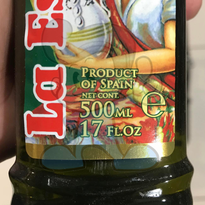 La Es
PRODUCT
OF SPAIN
NET CONT.
500ml e
17 FL.OZ